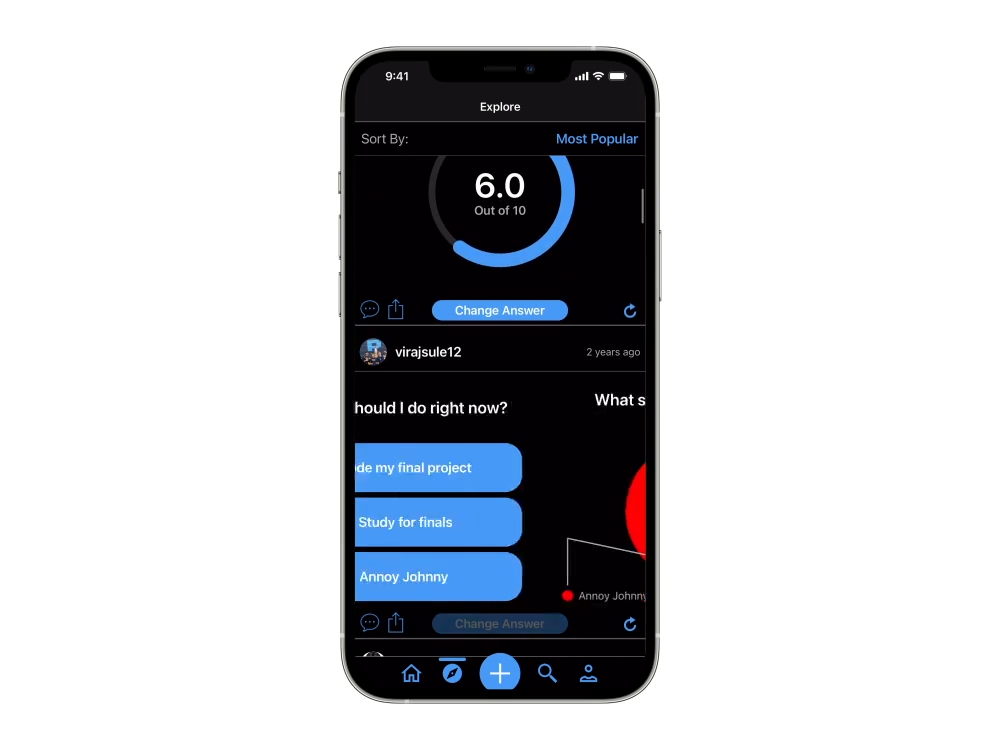 9:41
Explore
Sort By:
Most Popular
6.0
Out of 10
Change Answer
virajsule12
2 years ago
hould I do right now?
What s
de my final project
Study for finals
Annoy Johnny
Annoy Johnny
Change Answer